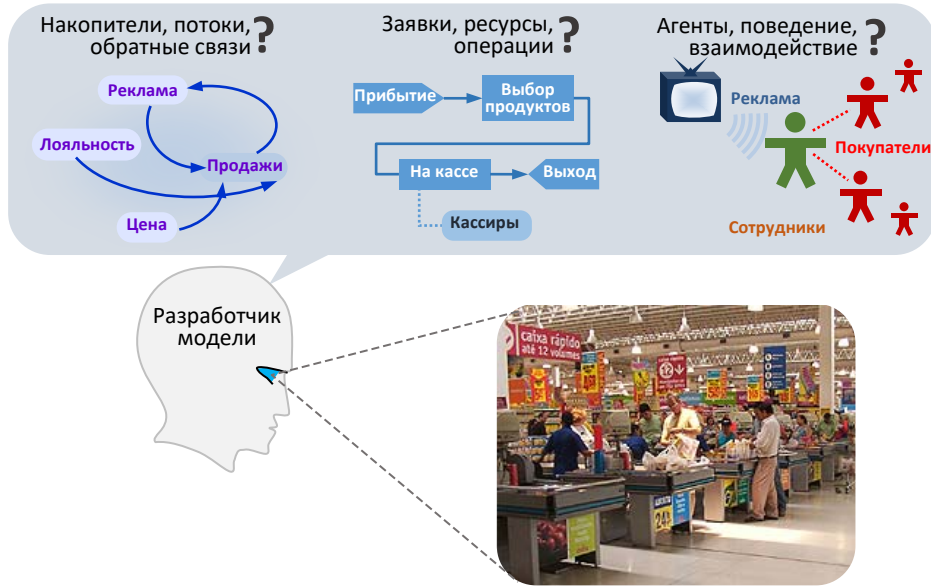 Накопители, потоки,
обратные связи ?
Реклама
Лояльность
Продажи
Цена
Заявки, ресурсы,
операции ?
Прибытие
Выбор
продуктов
На кассе
Выход
Кассиры
Агенты, поведение,
взаимодействие ?
Реклама
Покупатели
Сотрудники
Разработчик
модели
caixa rápido
até 12 volumes
24